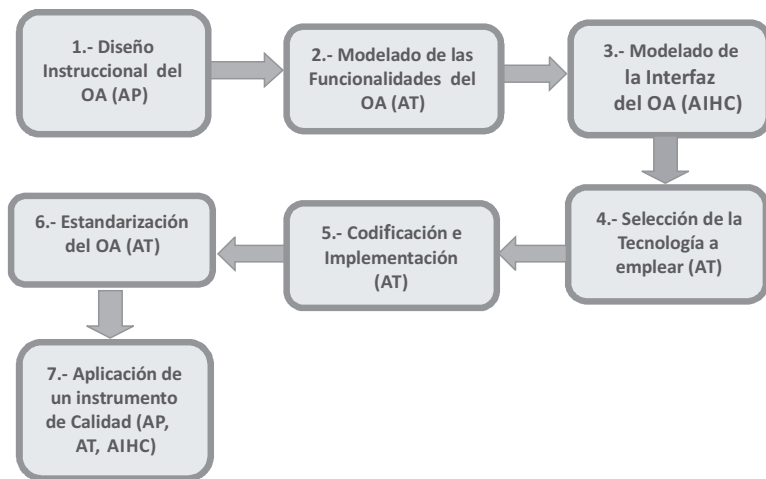 1.- Diseño
Instruccional del
OA (AP)
2.- Modelado de las
Funcionalidades del
OA (AT)
3.- Modelado de
la Interfaz
del OA (AIHC)
4.- Selección de la
Tecnología a
emplear (AT)
5.- Codificación e
Implementación
(AT)
6.- Estandarización
del OA (AT)
7.- Aplicación de
un instrumento
de Calidad (AP,
AT, AIHC)